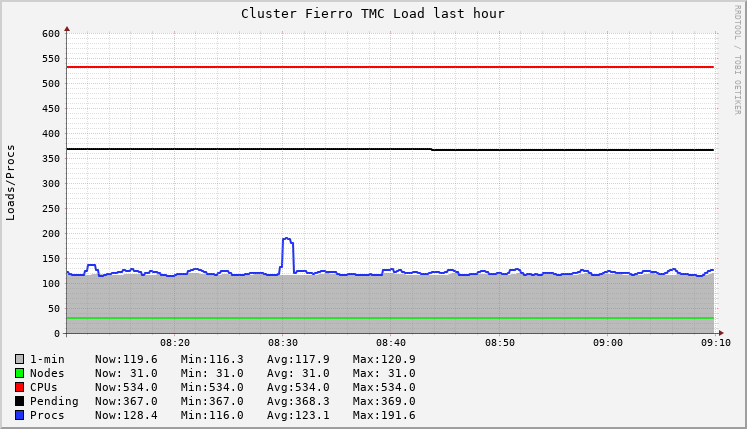 Cluster Fierro TMC Load last hour
RRDTOOL / TOBI OETIKER
Loads/Procs
600
550
500
450
400
350
300
250
200
150
100
50
0
08:20 08:30 08:40 08:50 09:00 09:10
1-min Now:119.6 Min:116.3 Avg:117.9 Max:120.9
Nodes Now: 31.0 Min: 31.0 Avg: 31.0 Max: 31.0
CPUs Now:534.0 Min:534.0 Avg:534.0 Max:534.0
Pending Now:367.0 Min:367.0 Avg:368.3 Max:369.0
Procs Now:128.4 Min:116.0 Avg:123.1 Max:191.6